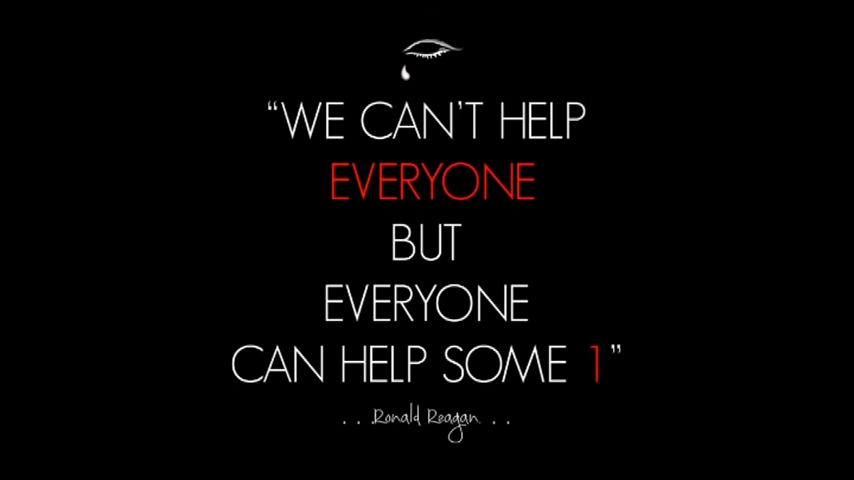 “WE CAN’T HELP
EVERYONE
BUT
EVERYONE
CAN HELP SOME 1”
. . .Ronald Reagan. . .